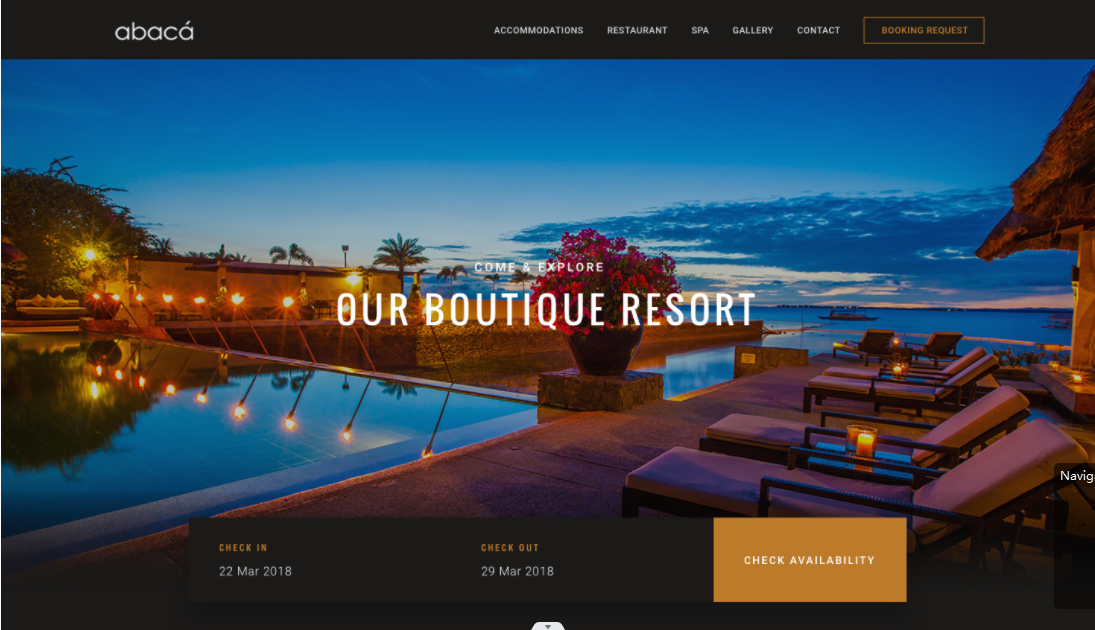 abacá
ACCOMMODATIONS RESTAURANT SPA GALLERY CONTACT BOOKING REQUEST
COME & EXPLORE
OUR BOUTIQUE RESORT
CHECK IN CHECK OUT
22 Mar 2018 29 Mar 2018
CHECK AVAILABILITY